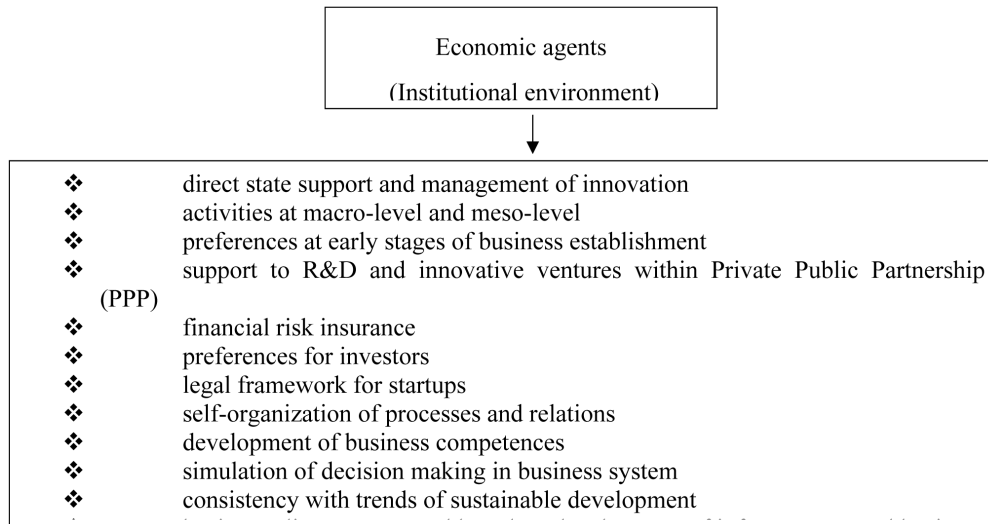 Economic agents
(Institutional environment)
❖ direct state support and management of innovation
❖ activities at macro-level and meso-level
❖ preferences at early stages of business establishment
❖ support to R&D and innovative ventures within Private Public Partnership
(PPP)
❖ financial risk insurance
❖ preferences for investors
❖ legal framework for startups
❖ self-organization of processes and relations
❖ development of business competences
❖ simulation of decision making in business system
❖ consistency with trends of sustainable development